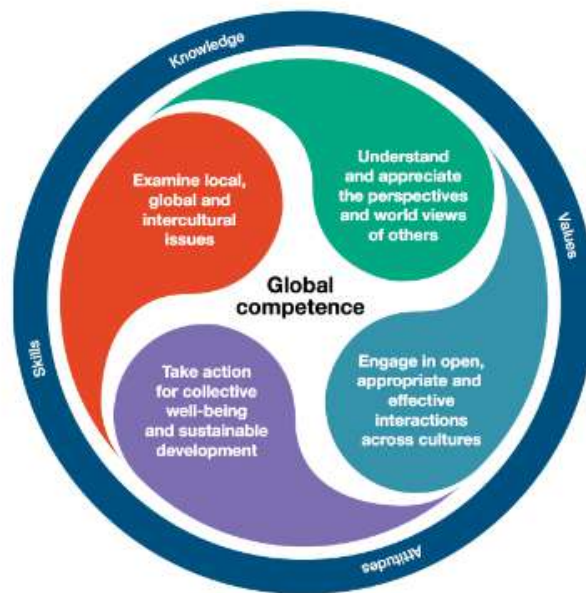 Knowledge
Examine local,
global and
intercultural
issues
Understand
and appreciate
the perspectives
and world views
of others
Values
Global
competence
Skills
Take action
for collective
well-being
and sustainable
development
Engage in open,
appropriate and
effective
interactions
across cultures
Attitudes